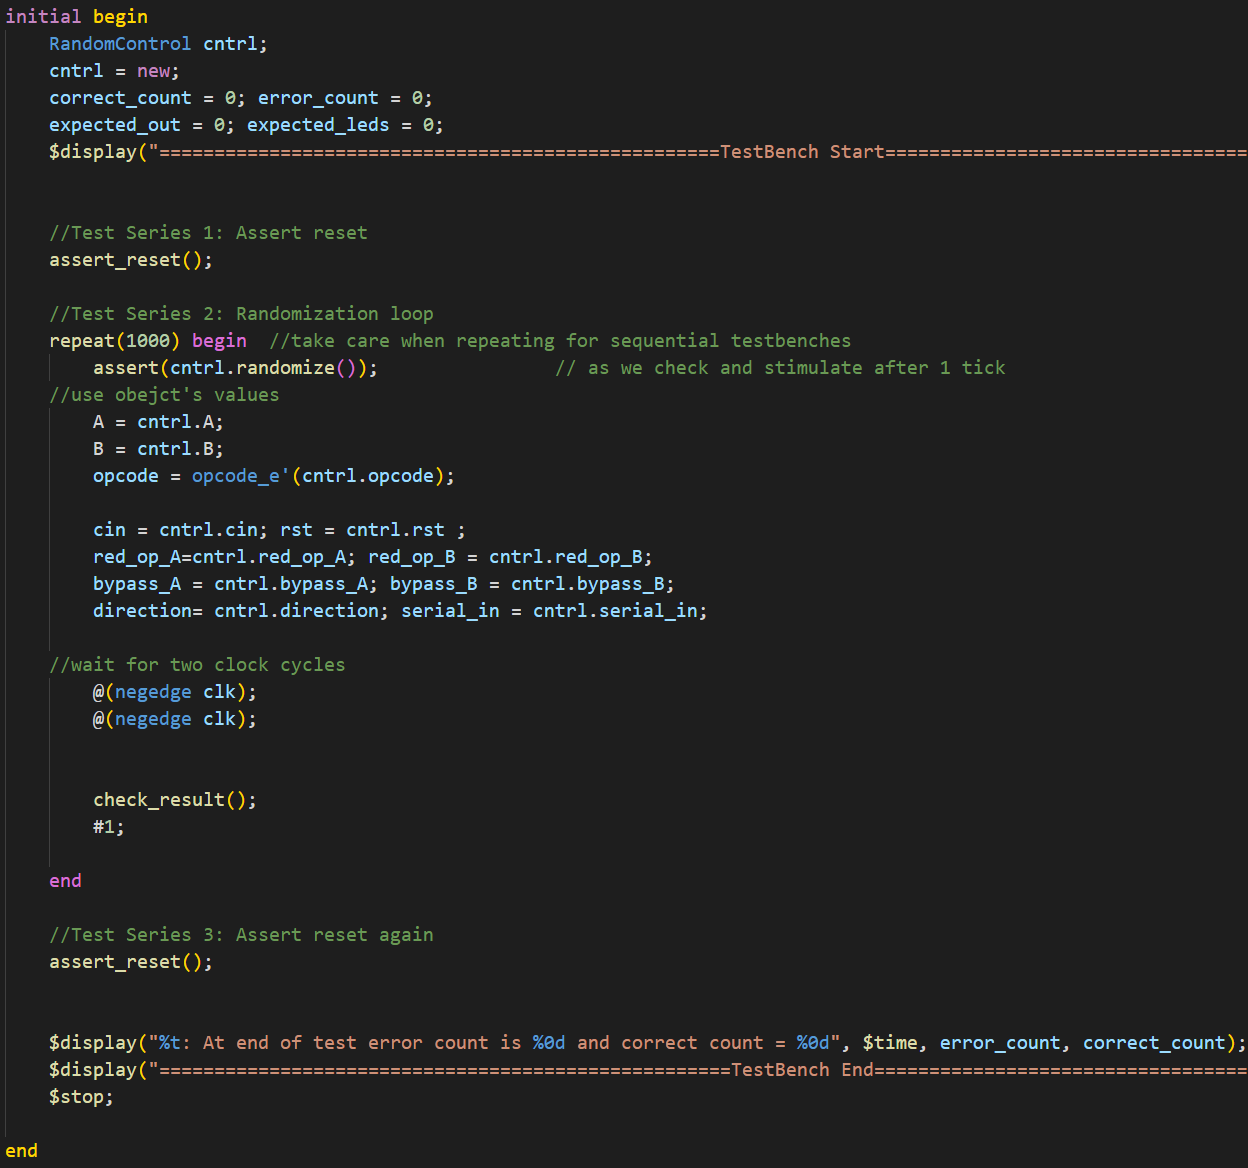 initial begin
    RandomControl cntrl;
    cntrl = new;
    correct_count = 0; error_count = 0;
    expected_out = 0; expected_leds = 0;
    $display("===================================================TestBench Start=================================

    //Test Series 1: Assert reset
    assert_reset();

    //Test Series 2: Randomization loop
    repeat(1000) begin  //take care when repeating for sequential testbenches
        assert(cntrl.randomize());                // as we check and stimulate after 1 tick
    //use obejct's values
        A = cntrl.A;
        B = cntrl.B;
        opcode = opcode_e'(cntrl.opcode);

        cin = cntrl.cin; rst = cntrl.rst ;
        red_op_A=cntrl.red_op_A; red_op_B = cntrl.red_op_B;
        bypass_A = cntrl.bypass_A; bypass_B = cntrl.bypass_B;
        direction= cntrl.direction; serial_in = cntrl.serial_in;

    //wait for two clock cycles
        @(negedge clk);
        @(negedge clk);

        check_result();
        #1;

    end

    //Test Series 3: Assert reset again
    assert_reset();

    $display("%t: At end of test error count is %0d and correct count = %0d", $time, error_count, correct_count);
    $display("====================================================TestBench End==================================
    $stop;

end